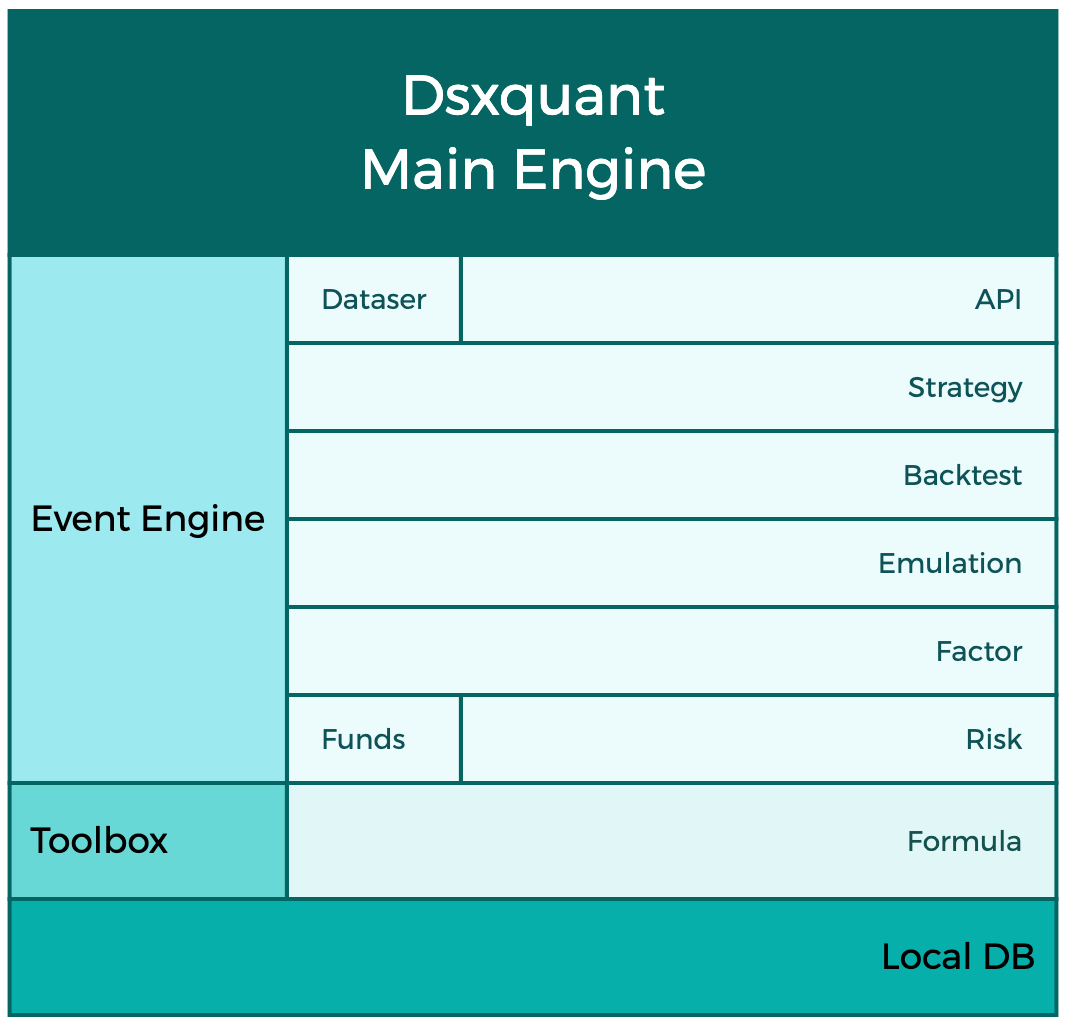 Dsxquant
Main Engine
Event Engine
Dataser
API
Strategy
Backtest
Emulation
Factor
Funds
Risk
Toolbox
Formula
Local DB